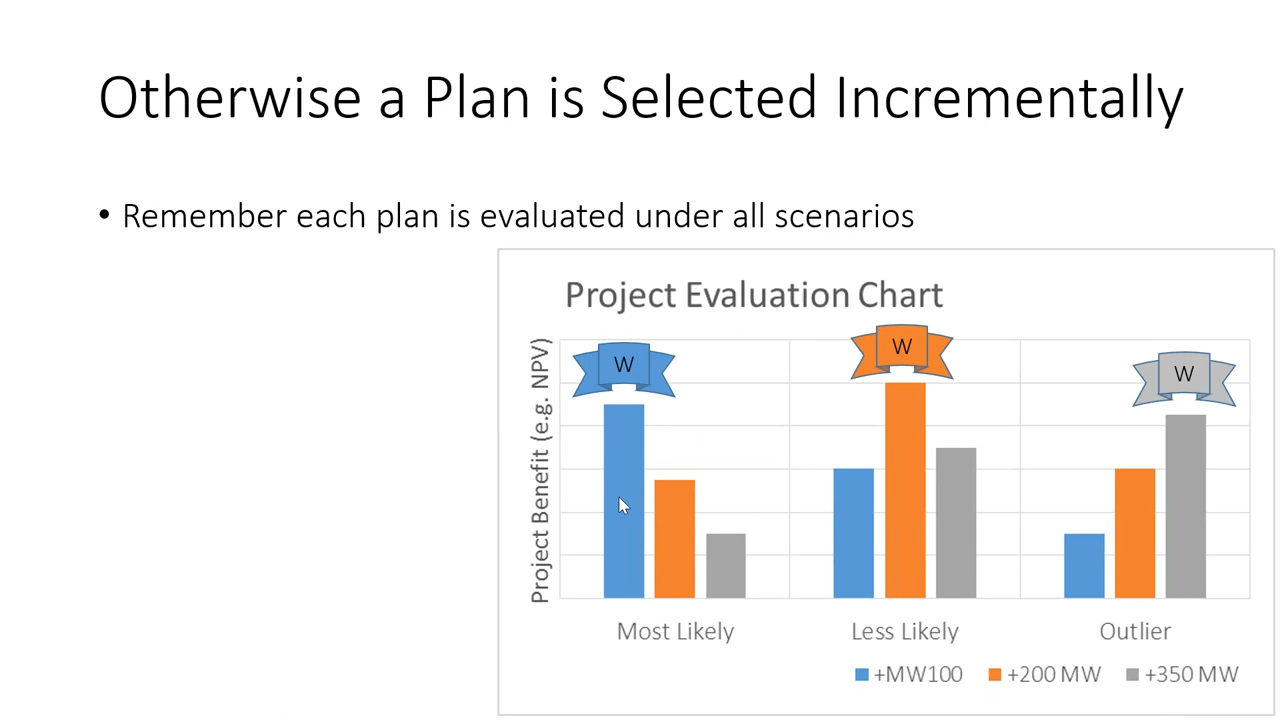 Otherwise a Plan is Selected Incrementally
• Remember each plan is evaluated under all scenarios
Project Evaluation Chart
Project Benefit (e.g. NPV)
W
W
W
Most Likely
Less Likely
Outlier
+MW100
+200 MW
+350 MW